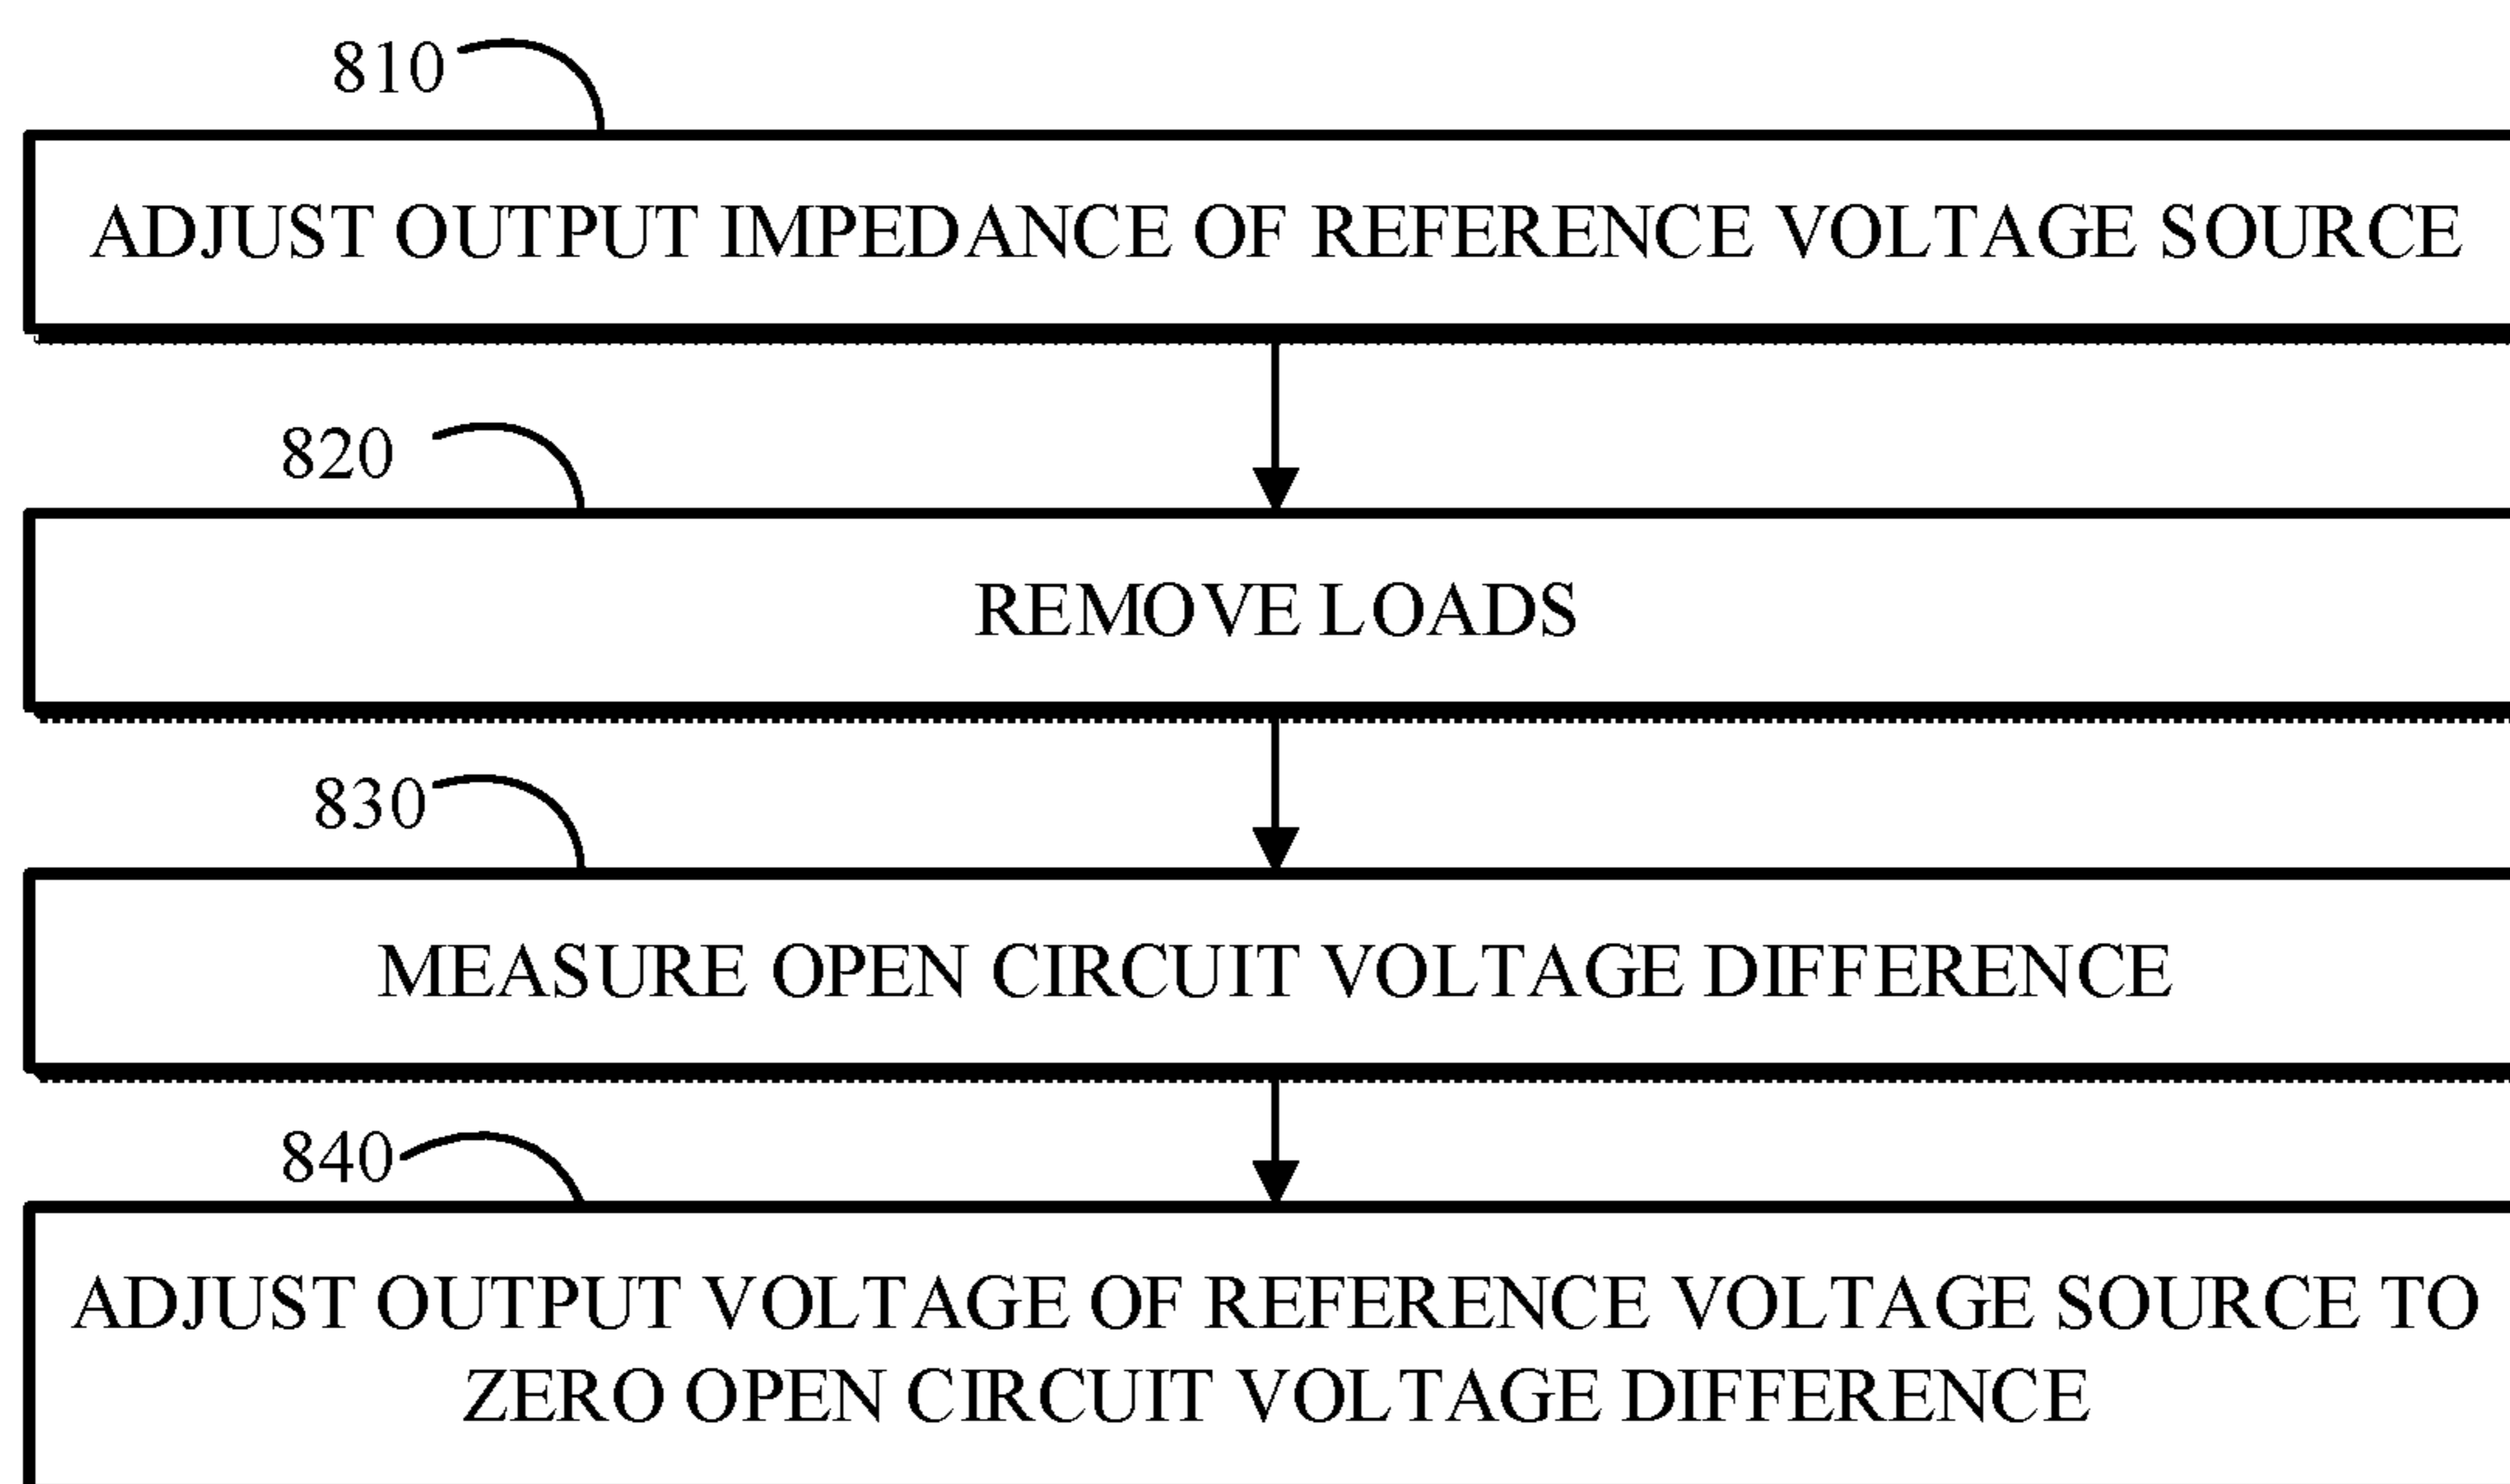 810
ADJUST OUTPUT IMPEDANCE OF REFERENCE VOLTAGE SOURCE
820
REMOVE LOADS
830
MEASURE OPEN CIRCUIT VOLTAGE DIFFERENCE
840
ADJUST OUTPUT VOLTAGE OF REFERENCE VOLTAGE SOURCE TO
ZERO OPEN CIRCUIT VOLTAGE DIFFERENCE